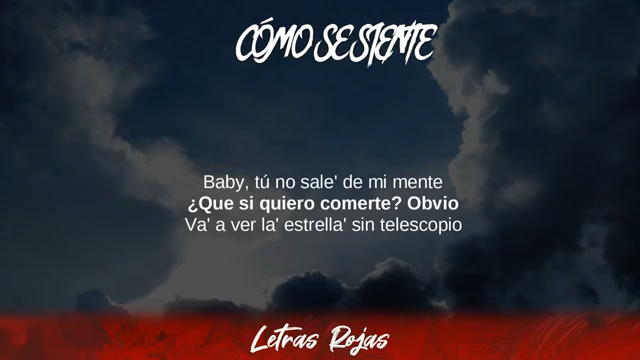 CÓMO SE SIENTE
Baby, tú no sale' de mi mente
¿Que si quiero comerte? Obvio
Va' a ver la' estrella' sin telescopio
Letras Rojas